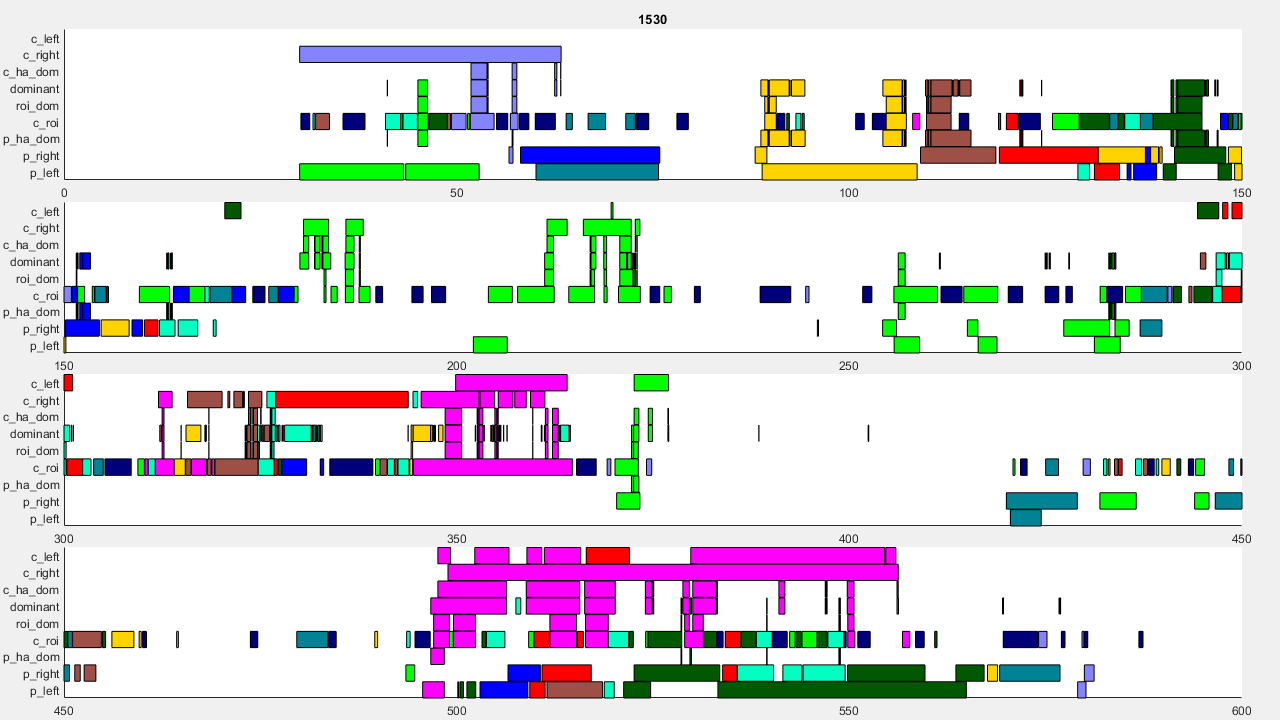 1530
c_left
c_right
c_ha_dom
dominant
roi_dom
c_roi
p_ha_dom
p_right
p_left
0 50 100 150
c_left
c_right
c_ha_dom
dominant
roi_dom
c_roi
p_ha_dom
p_right
p_left
150 200 250 300
c_left
c_right
c_ha_dom
dominant
roi_dom
c_roi
p_ha_dom
p_right
p_left
300 350 400 450
c_left
c_right
c_ha_dom
dominant
roi_dom
c_roi
p_ha_dom
p_right
p_left
450 500 550 600